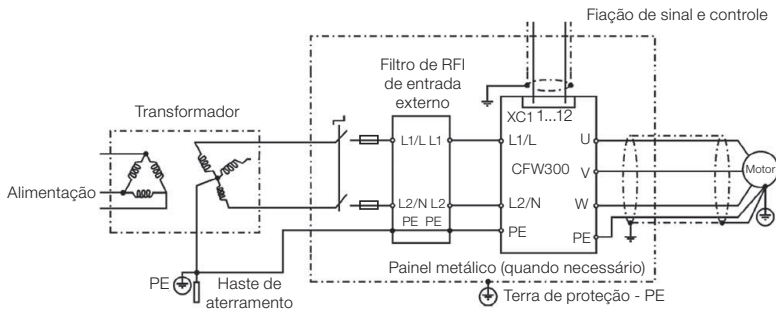 Fiação de sinal e controle
Filtro de RFI
de entrada
externo
Transformador
XC1 1...12
L1/L L1
L1/L
U
CFW300
V
Motor
Alimentação
L2/N L2
L2/N
W
PE PE
PE
PE
Painel metálico (quando necessário)
PE
Haste de
aterramento
Terra de proteção - PE